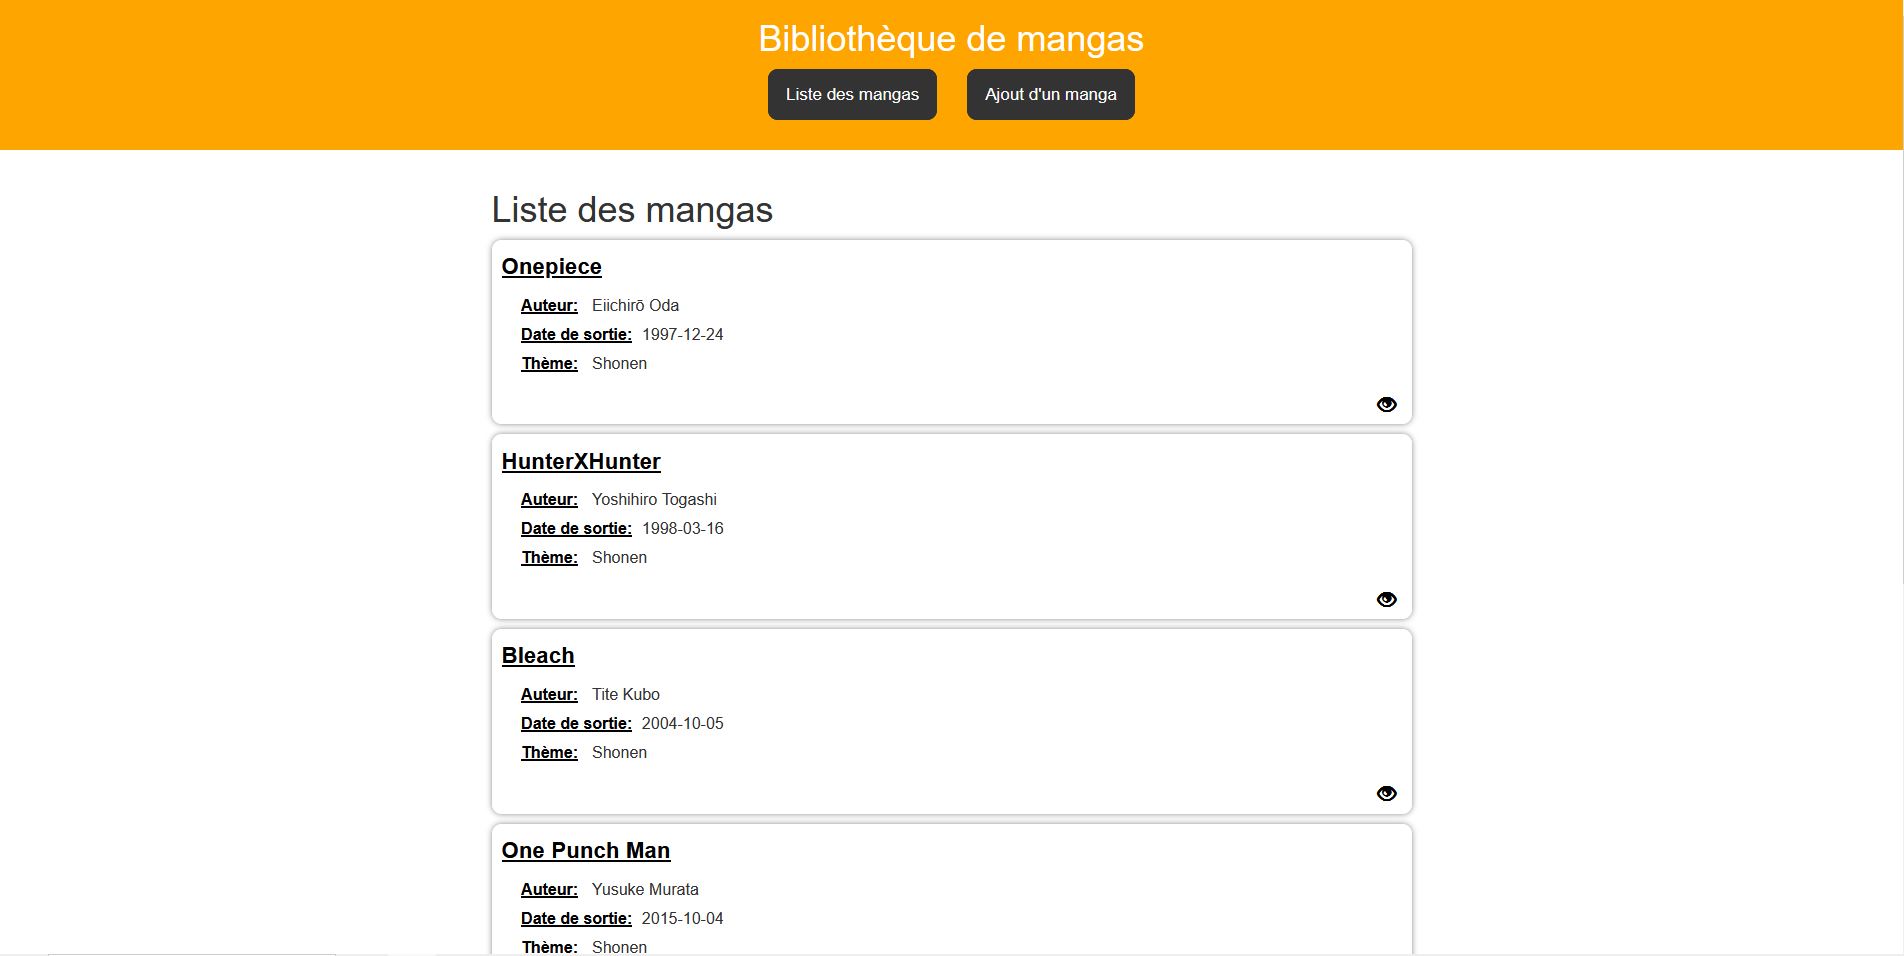 Bibliothèque de mangas
Liste des mangas
Ajout d'un manga
Liste des mangas
Onepiece
Auteur: Eiichirō Oda
Date de sortie: 1997-12-24
Thème: Shonen
HunterXHunter
Auteur: Yoshihiro Togashi
Date de sortie: 1998-03-16
Thème: Shonen
Bleach
Auteur: Tite Kubo
Date de sortie: 2004-10-05
Thème: Shonen
One Punch Man
Auteur: Yusuke Murata
Date de sortie: 2015-10-04
Thème: Shonen